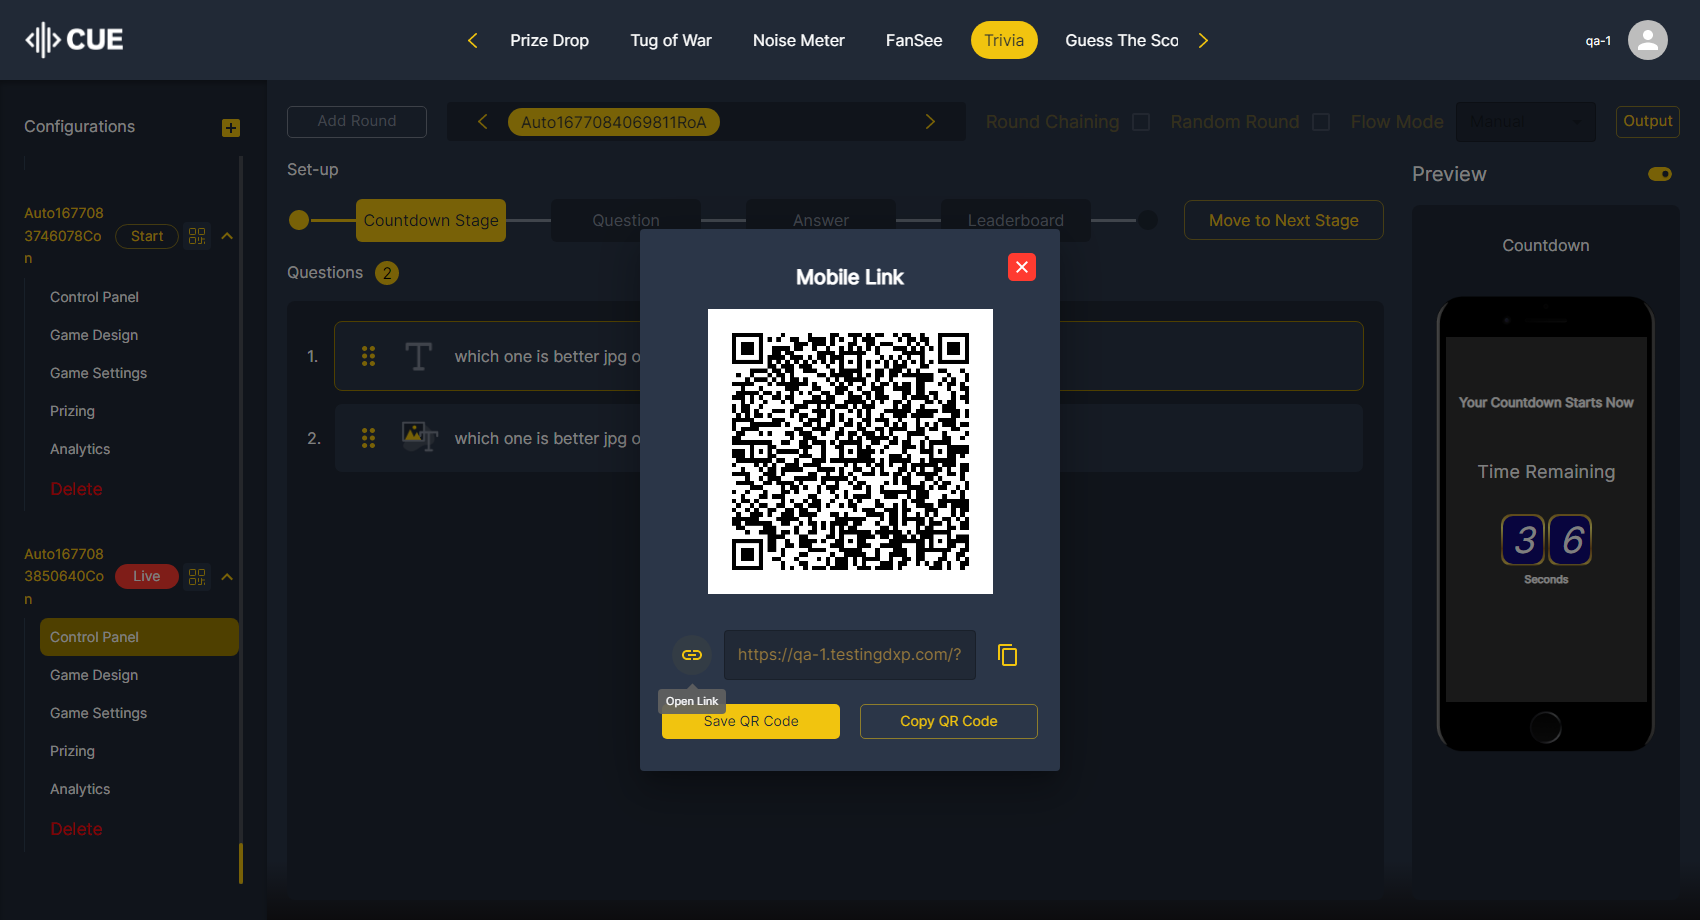 CUE
Prize Drop
Tug of War
Noise Meter
FanSee
Trivia
Guess The Sco
qa-1
Configurations
Auto167708
3746078Co
n
Start
Control Panel
Game Design
Game Settings
Prizing
Analytics
Delete
Auto167708
3850640Co
n
Live
Control Panel
Game Design
Game Settings
Prizing
Analytics
Delete
Add Round
Auto1677084069811RoA
Round Chaining
Random Round
Flow Mode
Manual
Output
Set-up
Countdown Stage
Question
Answer
Leaderboard
Move to Next Stage
Questions 2
1. which one is better jpg o
2. which one is better jpg o
Mobile Link
https://qa-1.testingdxp.com/?
Open Link
Save QR Code
Copy QR Code
Preview
Countdown
Your Countdown Starts Now
Time Remaining
3 6
Seconds